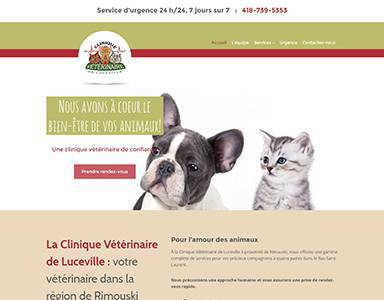 Service d'urgence 24 h/24, 7 jours sur 7 : 418-739-5353
CLINIQUE
VÉTÉRINAIRE
DE LUCEVILLE
Accueil L'équipe Services Urgence Contactez-nous
Nous avons à coeur le
bien-être de vos animaux!
Une clinique vétérinaire de confiance
Prendre rendez-vous
La Clinique Vétérinaire
de Luceville : votre
vétérinaire dans la
région de Rimouski
Pour l'amour des animaux
À la Clinique Vétérinaire de Luceville à proximité de Rimouski, nous offrons une gamme
complète de services pour vos précieux compagnons à quatre pattes dans le Bas-Saint-
Laurent.
Nous préconisons une approche humaine et vous assurons une prise de rendez-
vous rapide.